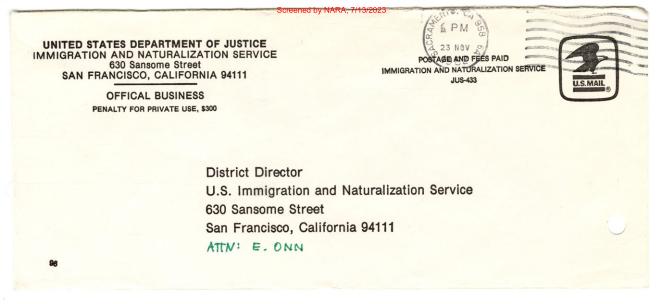 Screened by NARA, 7/13/2023
UNITED STATES DEPARTMENT OF JUSTICE
IMMIGRATION AND NATURALIZATION SERVICE
630 Sansome Street
SAN FRANCISCO, CALIFORNIA 94111
OFFICAL BUSINESS
PENALTY FOR PRIVATE USE, $300
SACRAMENTO, CA 958
PM
23 NOV
POSTAGE AND FEES PAID
IMMIGRATION AND NATURALIZATION SERVICE
JUS-433
U.S.MAIL
District Director
U.S. Immigration and Naturalization Service
630 Sansome Street
San Francisco, California 94111
ATTN: E. ONN